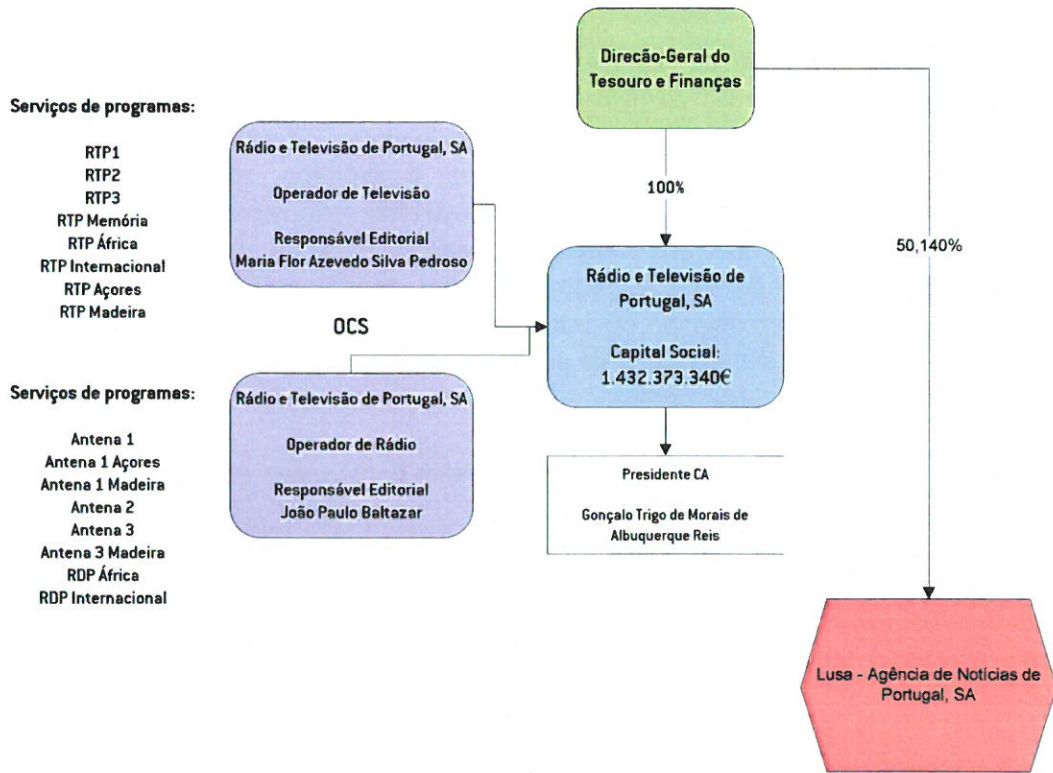 Direcão-Geral do
Tesouro e Finanças
Serviços de programas:
RTP1
RTP2
RTP3
RTP Memória
RTP África
RTP Internacional
RTP Açores
RTP Madeira
Rádio e Televisão de Portugal, SA
Operador de Televisão
Responsável Editorial
Maria Flor Azevedo Silva Pedroso
100%
50,140%
Rádio e Televisão de
Portugal, SA
Capital Social:
1.432.373.340€
OCS
Serviços de programas:
Antena 1
Antena 1 Açores
Antena 1 Madeira
Antena 2
Antena 3
Antena 3 Madeira
RDP África
RDP Internacional
Rádio e Televisão de Portugal, SA
Operador de Rádio
Responsável Editorial
João Paulo Baltazar
Presidente CA
Gonçalo Trigo de Morais de
Albuquerque Reis
Lusa - Agência de Notícias de
Portugal, SA